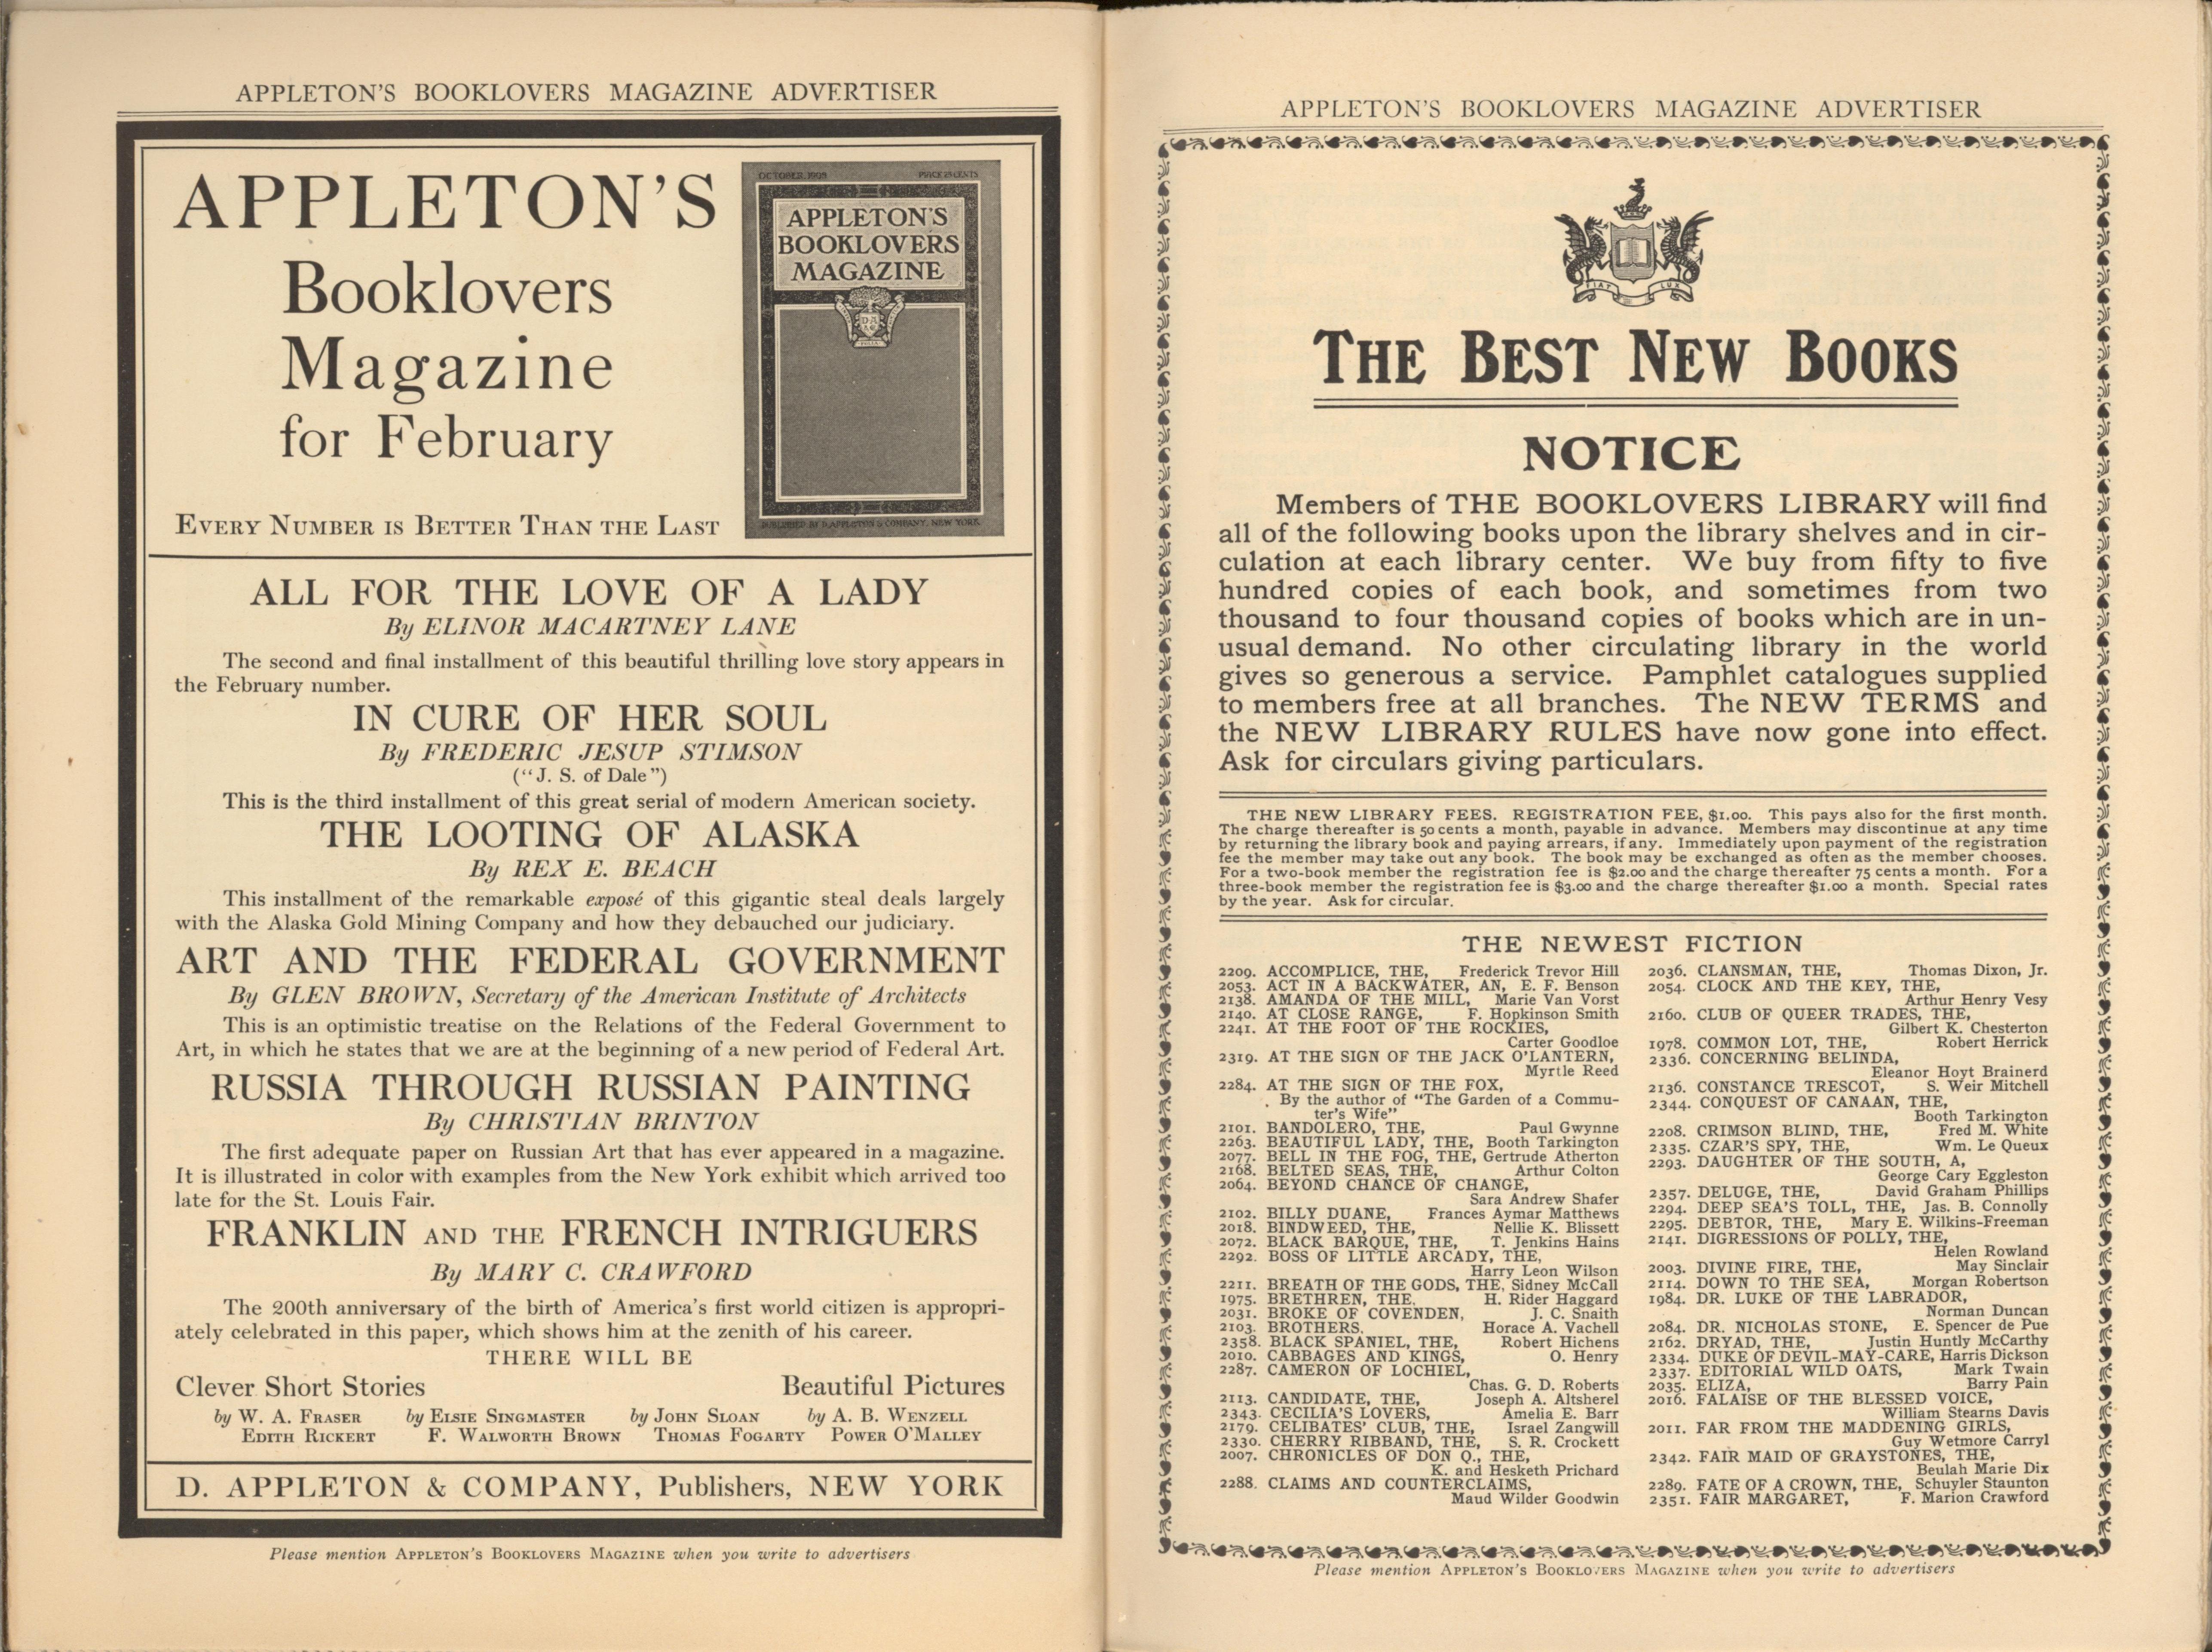 APPLETON'S BOOKLOVERS MAGAZINE ADVERTISER
APPLETON'S
Booklovers
Magazine
for February
EVERY NUMBER IS BETTER THAN THE LAST
OCTOBER, 1905 PRICE 25 CENTS
APPLETON'S
BOOKLOVERS
MAGAZINE
PUBLISHED BY D. APPLETON & COMPANY, NEW YORK
ALL FOR THE LOVE OF A LADY
By ELINOR MACARTNEY LANE
The second and final installment of this beautiful thrilling love story appears in
the February number.
IN CURE OF HER SOUL
By FREDERIC JESUP STIMSON
("J. S. of Dale")
This is the third installment of this great serial of modern American society.
THE LOOTING OF ALASKA
By REX E. BEACH
This installment of the remarkable exposé of this gigantic steal deals largely
with the Alaska Gold Mining Company and how they debauched our judiciary.
ART AND THE FEDERAL GOVERNMENT
By GLEN BROWN, Secretary of the American Institute of Architects
This is an optimistic treatise on the Relations of the Federal Government to
Art, in which he states that we are at the beginning of a new period of Federal Art.
RUSSIA THROUGH RUSSIAN PAINTING
By CHRISTIAN BRINTON
The first adequate paper on Russian Art that has ever appeared in a magazine.
It is illustrated in color with examples from the New York exhibit which arrived too
late for the St. Louis Fair.
FRANKLIN AND THE FRENCH INTRIGUERS
By MARY C. CRAWFORD
The 200th anniversary of the birth of America's first world citizen is appropri-
ately celebrated in this paper, which shows him at the zenith of his career.
THERE WILL BE
Clever Short Stories Beautiful Pictures
by W. A. FRASER by ELSIE SINGMASTER by JOHN SLOAN by A. B. WENZELL
EDITH RICKERT F. WALWORTH BROWN THOMAS FOGARTY POWER O'MALLEY
D. APPLETON & COMPANY, Publishers, NEW YORK
Please mention APPLETON'S BOOKLOVERS MAGAZINE when you write to advertisers
APPLETON'S BOOKLOVERS MAGAZINE ADVERTISER
FIAT LUX
THE BEST NEW BOOKS
NOTICE
Members of THE BOOKLOVERS LIBRARY will find
all of the following books upon the library shelves and in cir-
culation at each library center. We buy from fifty to five
hundred copies of each book, and sometimes from two
thousand to four thousand copies of books which are in un-
usual demand. No other circulating library in the world
gives so generous a service. Pamphlet catalogues supplied
to members free at all branches. The NEW TERMS and
the NEW LIBRARY RULES have now gone into effect.
Ask for circulars giving particulars.
THE NEW LIBRARY FEES. REGISTRATION FEE, $1.00. This pays also for the first month.
The charge thereafter is 50 cents a month, payable in advance. Members may discontinue at any time
by returning the library book and paying arrears, if any. Immediately upon payment of the registration
fee the member may take out any book. The book may be exchanged as often as the member chooses.
For a two-book member the registration fee is $2.00 and the charge thereafter 75 cents a month. For a
three-book member the registration fee is $3.00 and the charge thereafter $1.00 a month. Special rates
by the year. Ask for circular.
THE NEWEST FICTION
2209. ACCOMPLICE, THE, Frederick Trevor Hill
2053. ACT IN A BACKWATER, AN, E. F. Benson
2138. AMANDA OF THE MILL, Marie Van Vorst
2140. AT CLOSE RANGE, F. Hopkinson Smith
2241. AT THE FOOT OF THE ROCKIES,
Carter Goodloe
2319. AT THE SIGN OF THE JACK O'LANTERN,
Myrtle Reed
2284. AT THE SIGN OF THE FOX,
By the author of "The Garden of a Commu-
ter's Wife"
2101. BANDOLERO, THE, Paul Gwynne
2263. BEAUTIFUL LADY, THE, Booth Tarkington
2077. BELL IN THE FOG, THE, Gertrude Atherton
2168. BELTED SEAS, THE, Arthur Colton
2064. BEYOND CHANCE OF CHANGE,
Sara Andrew Shafer
2102. BILLY DUANE, Frances Aymar Matthews
2018. BINDWEED, THE, Nellie K. Blissett
2072. BLACK BARQUE, THE, T. Jenkins Hains
2292. BOSS OF LITTLE ARCADY, THE,
Harry Leon Wilson
2211. BREATH OF THE GODS, THE, Sidney McCall
1975. BRETHREN, THE, H. Rider Haggard
2031. BROKE OF COVENDEN, J. C. Snaith
2103. BROTHERS, Horace A. Vachell
2358. BLACK SPANIEL, THE, Robert Hichens
2010. CABBAGES AND KINGS, O. Henry
2287. CAMERON OF LOCHIEL,
Chas. G. D. Roberts
2113. CANDIDATE, THE, Joseph A. Altsherel
2343. CECILIA'S LOVERS, Amelia E. Barr
2179. CELIBATES' CLUB, THE, Israel Zangwill
2330. CHERRY RIBBAND, THE, S. R. Crockett
2007. CHRONICLES OF DON Q., THE,
K. and Hesketh Prichard
2288. CLAIMS AND COUNTERCLAIMS,
Maud Wilder Goodwin
2036. CLANSMAN, THE, Thomas Dixon, Jr.
2054. CLOCK AND THE KEY, THE,
Arthur Henry Vesy
2160. CLUB OF QUEER TRADES, THE,
Gilbert K. Chesterton
1978. COMMON LOT, THE, Robert Herrick
2336. CONCERNING BELINDA,
Eleanor Hoyt Brainerd
2136. CONSTANCE TRESCOT, S. Weir Mitchell
2344. CONQUEST OF CANAAN, THE,
Booth Tarkington
2208. CRIMSON BLIND, THE, Fred M. White
2335. CZAR'S SPY, THE, Wm. Le Queux
2293. DAUGHTER OF THE SOUTH, A,
George Cary Eggleston
2357. DELUGE, THE, David Graham Phillips
2294. DEEP SEA'S TOLL, THE, Jas. B. Connolly
2295. DEBTOR, THE, Mary E. Wilkins-Freeman
2141. DIGRESSIONS OF POLLY, THE,
Helen Rowland
2003. DIVINE FIRE, THE, May Sinclair
2114. DOWN TO THE SEA, Morgan Robertson
1984. DR. LUKE OF THE LABRADOR,
Norman Duncan
2084. DR. NICHOLAS STONE, E. Spencer de Pue
2162. DRYAD, THE, Justin Huntly McCarthy
2334. DUKE OF DEVIL-MAY-CARE, Harris Dickson
2337. EDITORIAL WILD OATS, Mark Twain
2035. ELIZA, Barry Pain
2016. FALAISE OF THE BLESSED VOICE,
William Stearns Davis
2011. FAR FROM THE MADDENING GIRLS,
Guy Wetmore Carryl
2342. FAIR MAID OF GRAYSTONES, THE,
Beulah Marie Dix
2289. FATE OF A CROWN, THE, Schuyler Staunton
2351. FAIR MARGARET, F. Marion Crawford
Please mention APPLETON'S BOOKLOVERS MAGAZINE when you write to advertisers